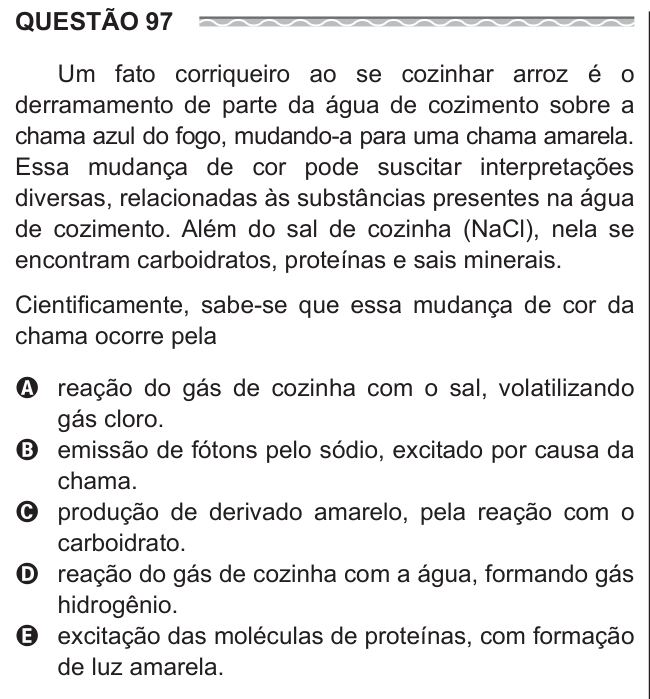 QUESTÃO 97
Um fato corriqueiro ao se cozinhar arroz é o
derramamento de parte da água de cozimento sobre a
chama azul do fogo, mudando-a para uma chama amarela.
Essa mudança de cor pode suscitar interpretações
diversas, relacionadas às substâncias presentes na água
de cozimento. Além do sal de cozinha (NaCl), nela se
encontram carboidratos, proteínas e sais minerais.
Cientificamente, sabe-se que essa mudança de cor da
chama ocorre pela
A reação do gás de cozinha com o sal, volatilizando
gás cloro.
B emissão de fótons pelo sódio, excitado por causa da
chama.
C produção de derivado amarelo, pela reação com o
carboidrato.
D reação do gás de cozinha com a água, formando gás
hidrogênio.
E excitação das moléculas de proteínas, com formação
de luz amarela.